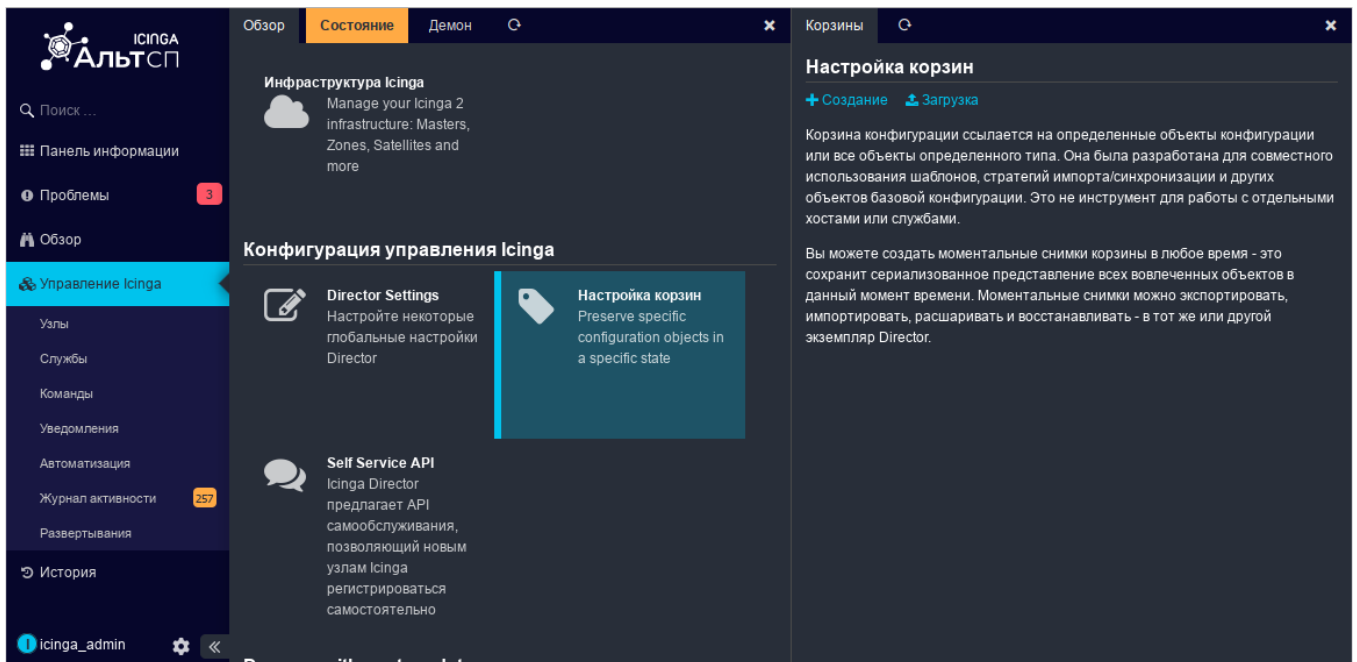 ICINGA
АЛЬТСП
Поиск ...
Панель информации
Проблемы 3
Обзор
Управление Icinga
Узлы
Службы
Команды
Уведомления
Автоматизация
Журнал активности 257
Развертывания
История
icinga_admin
Обзор Состояние Демон
Инфраструктура Icinga
Manage your Icinga 2
infrastructure: Masters,
Zones, Satellites and
more
Конфигурация управления Icinga
Director Settings
Настройте некоторые
глобальные настройки
Director
Настройка корзин
Preserve specific
configuration objects in
a specific state
Self Service API
Icinga Director
предлагает API
самообслуживания,
позволяющий новым
узлам Icinga
регистрироваться
самостоятельно
Корзины
Настройка корзин
Создание Загрузка
Корзина конфигурации ссылается на определенные объекты конфигурации
или все объекты определенного типа. Она была разработана для совместного
использования шаблонов, стратегий импорта/синхронизации и других
объектов базовой конфигурации. Это не инструмент для работы с отдельными
хостами или службами.
Вы можете создать моментальные снимки корзины в любое время - это
сохранит сериализованное представление всех вовлеченных объектов в
данный момент времени. Моментальные снимки можно экспортировать,
импортировать, расшаривать и восстанавливать - в тот же или другой
экземпляр Director.